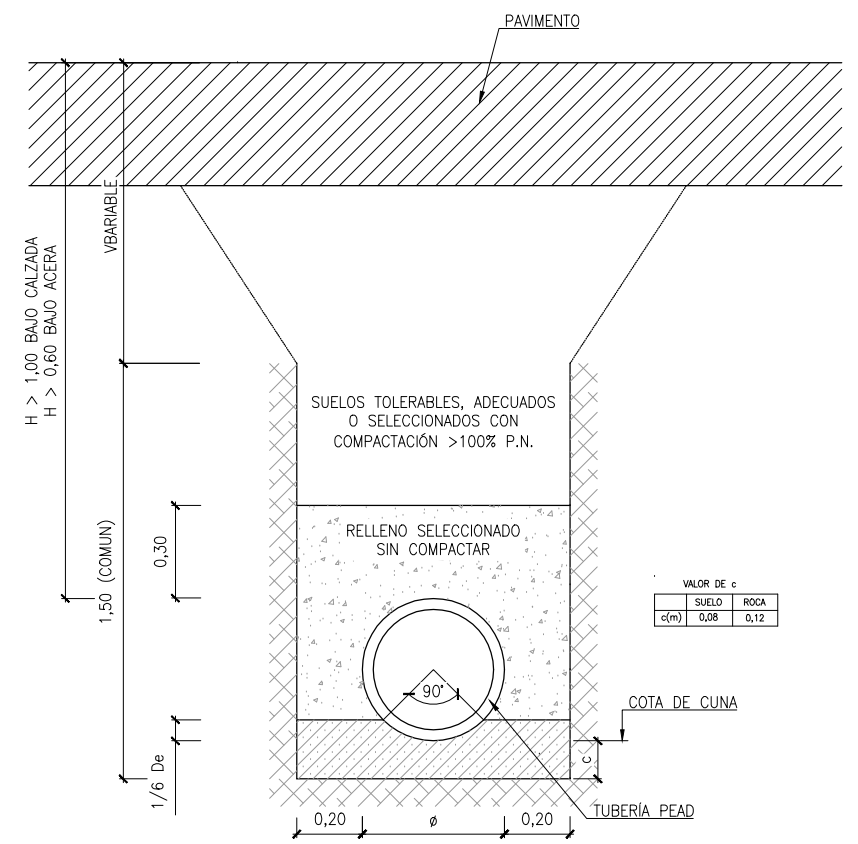 PAVIMENTO
VBARIABLE
H > 1,00 BAJO CALZADA
H > 0,60 BAJO ACERA
SUELOS TOLERABLES, ADECUADOS
O SELECCIONADOS CON
COMPACTACIÓN >100% P.N.
RELLENO SELECCIONADO
SIN COMPACTAR
0,30
1,50 (COMUN)
VALOR DE c
SUELO ROCA
c(m) 0,08 0,12
90°
COTA DE CUNA
c
1/6 De
TUBERÍA PEAD
0,20 ø 0,20